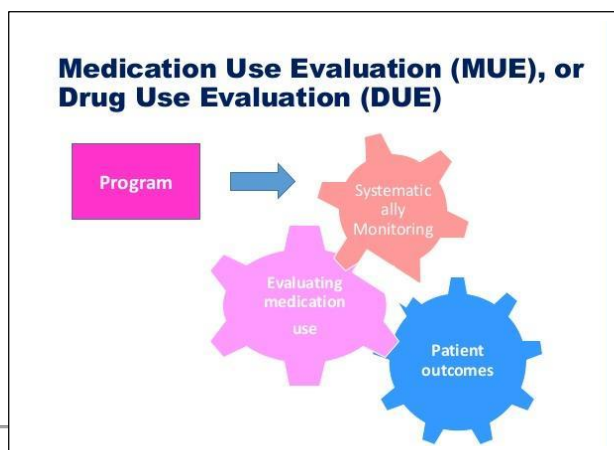 Medication Use Evaluation (MUE), or
Drug Use Evaluation (DUE)
Program
Systematic
ally
Monitoring
Evaluating
medication
use
Patient
outcomes